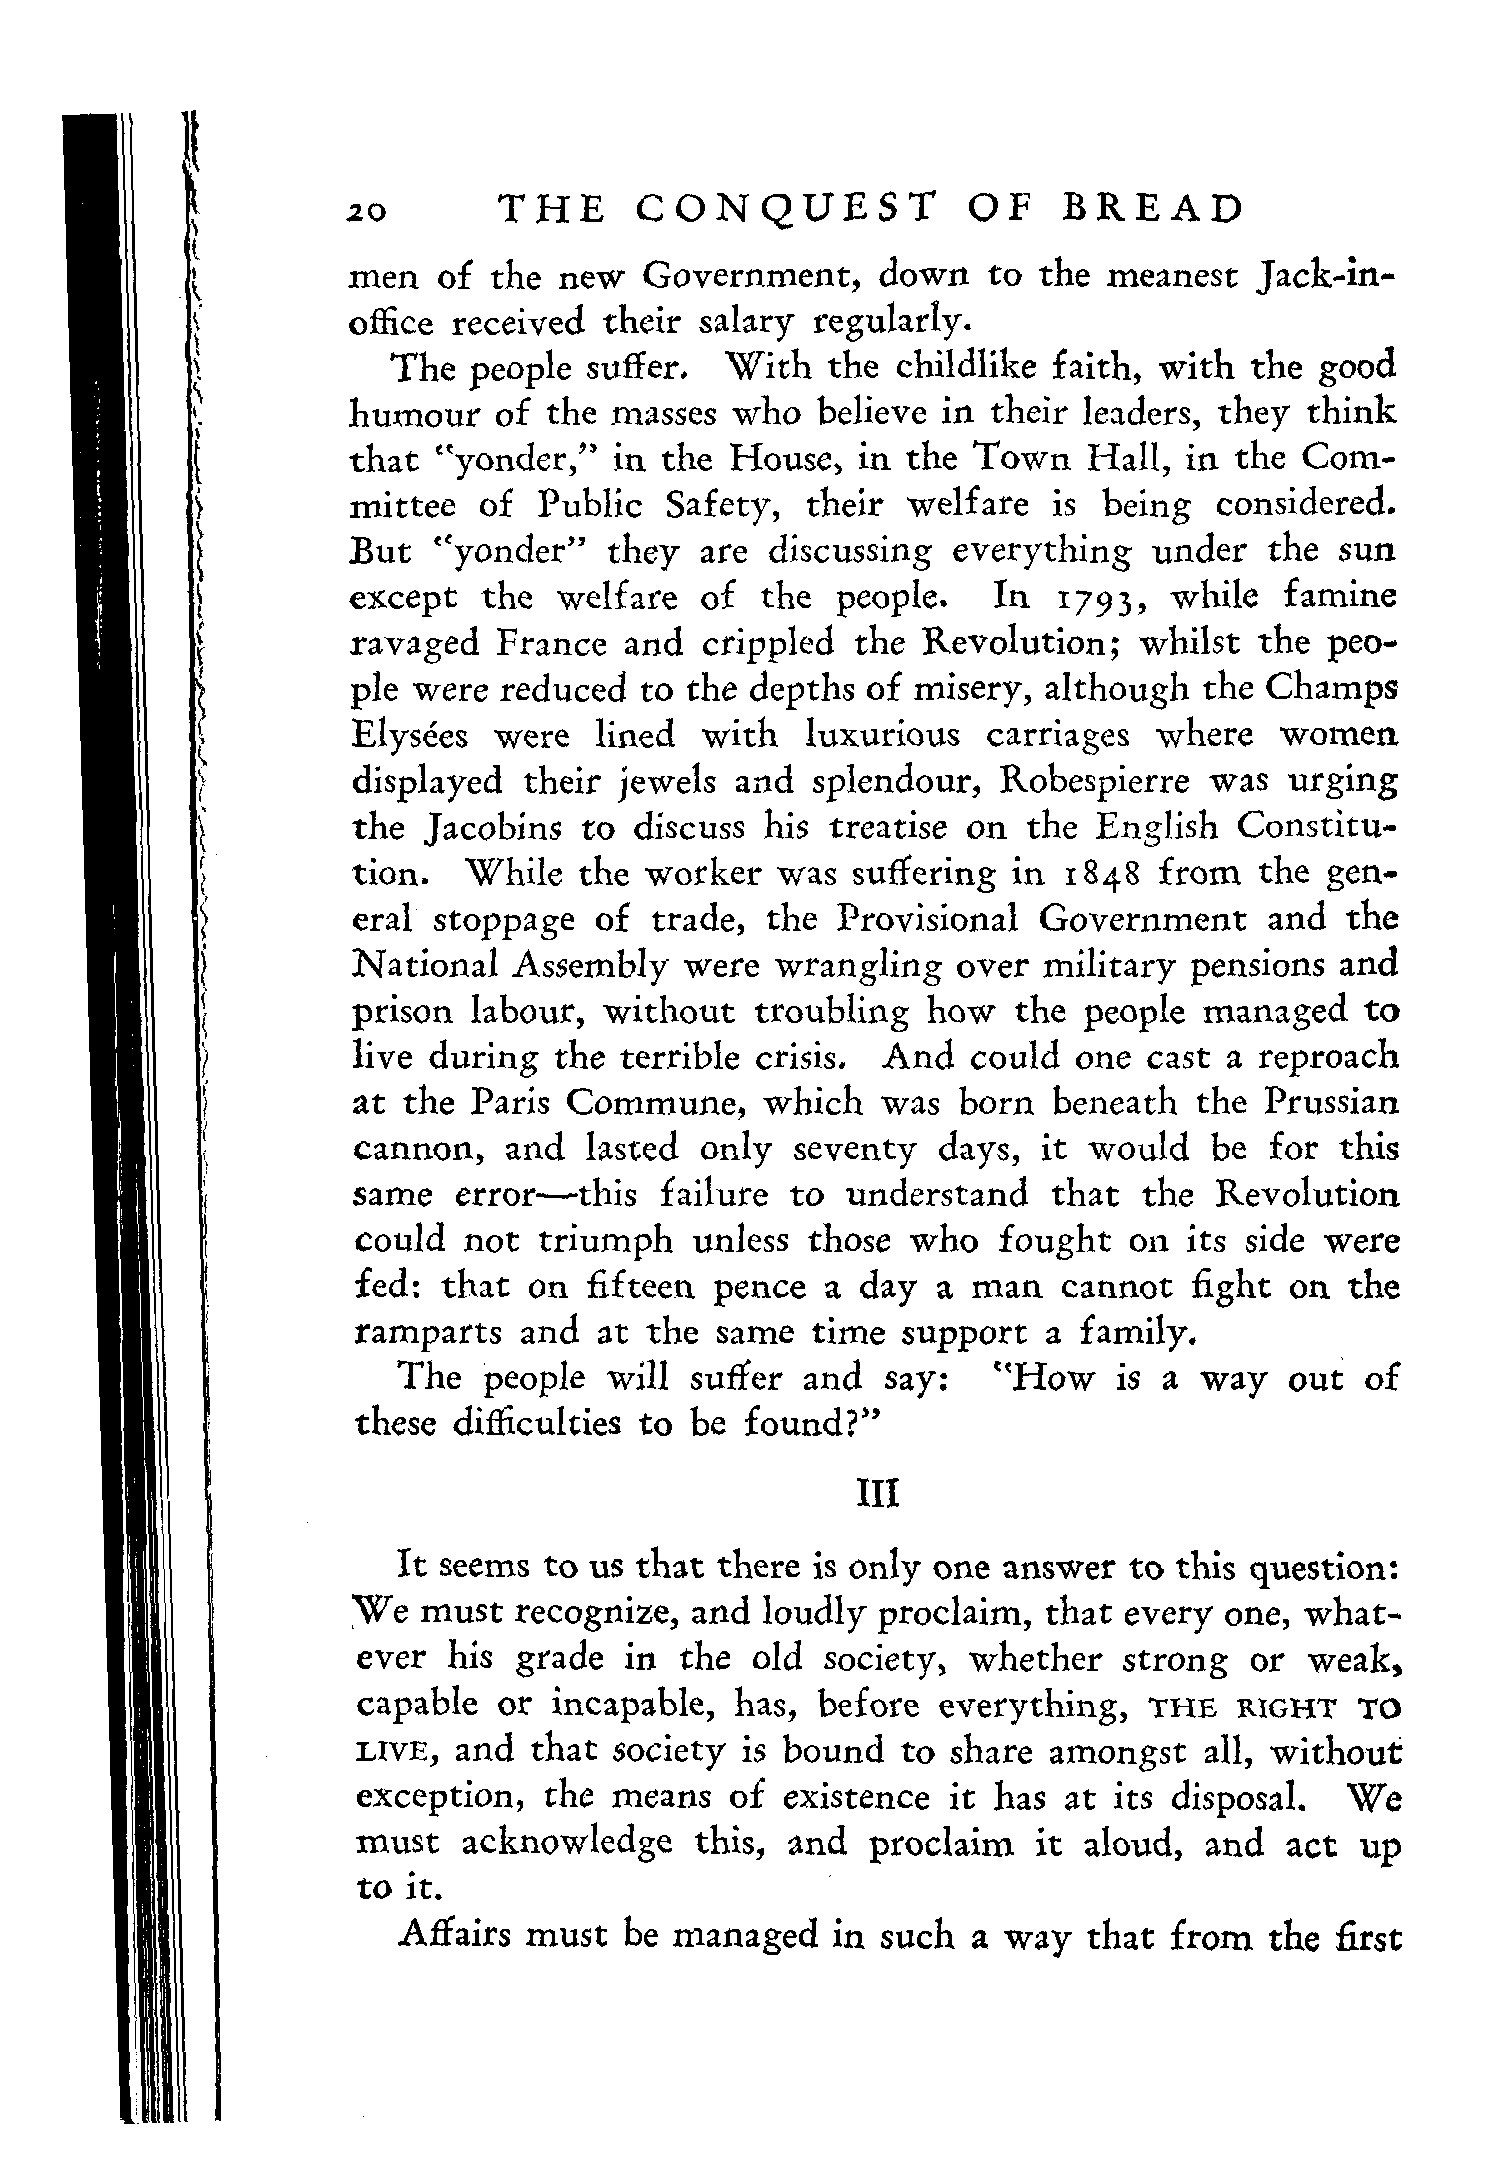 20 THE CONQUEST OF BREAD
men of the new Government, down to the meanest Jack-in-
office received their salary regularly.
The people suffer. With the childlike faith, with the good
humour of the masses who believe in their leaders, they think
that "yonder," in the House, in the Town Hall, in the Com-
mittee of Public Safety, their welfare is being considered.
But "yonder" they are discussing everything under the sun
except the welfare of the people. In 1793, while famine
ravaged France and crippled the Revolution; whilst the peo-
ple were reduced to the depths of misery, although the Champs
Elysées were lined with luxurious carriages where women
displayed their jewels and splendour, Robespierre was urging
the Jacobins to discuss his treatise on the English Constitu-
tion. While the worker was suffering in 1848 from the gen-
eral stoppage of trade, the Provisional Government and the
National Assembly were wrangling over military pensions and
prison labour, without troubling how the people managed to
live during the terrible crisis. And could one cast a reproach
at the Paris Commune, which was born beneath the Prussian
cannon, and lasted only seventy days, it would be for this
same error—this failure to understand that the Revolution
could not triumph unless those who fought on its side were
fed: that on fifteen pence a day a man cannot fight on the
ramparts and at the same time support a family.
The people will suffer and say: "How is a way out of
these difficulties to be found?"
III
It seems to us that there is only one answer to this question:
We must recognize, and loudly proclaim, that every one, what-
ever his grade in the old society, whether strong or weak,
capable or incapable, has, before everything, THE RIGHT TO
LIVE, and that society is bound to share amongst all, without
exception, the means of existence it has at its disposal. We
must acknowledge this, and proclaim it aloud, and act up
to it.
Affairs must be managed in such a way that from the first